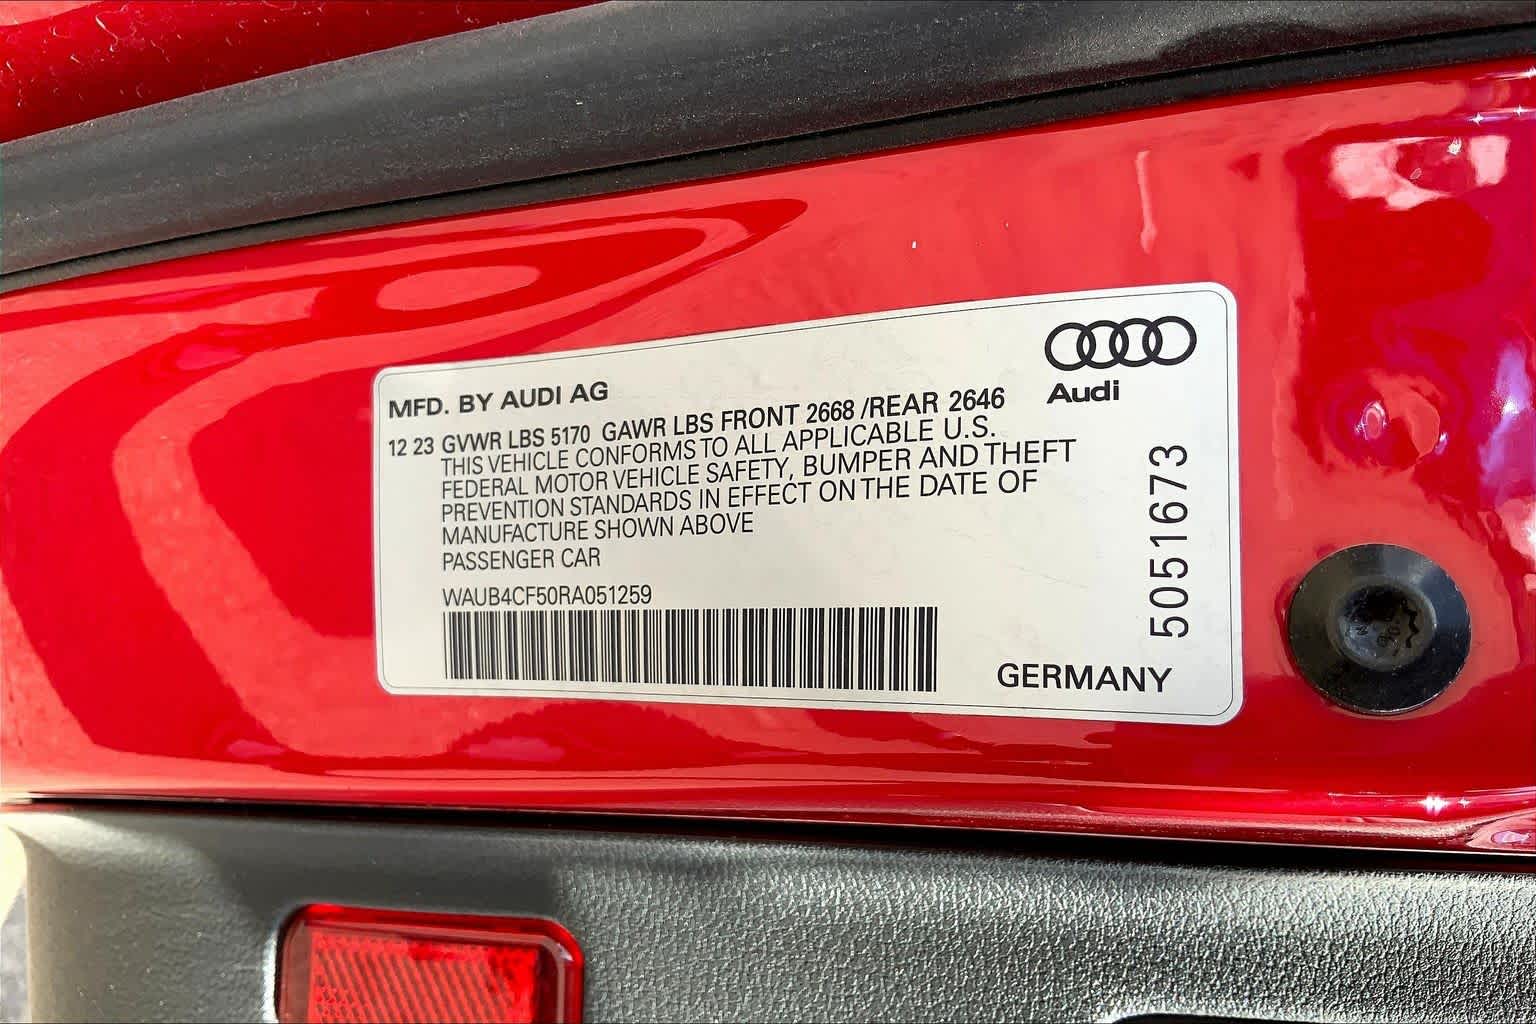 Audi
MFD. BY AUDI AG
12 23 GVWR LBS 5170 GAWR LBS FRONT 2668 /REAR 2646
THIS VEHICLE CONFORMS TO ALL APPLICABLE U.S.
FEDERAL MOTOR VEHICLE SAFETY, BUMPER AND THEFT
PREVENTION STANDARDS IN EFFECT ON THE DATE OF
MANUFACTURE SHOWN ABOVE
PASSENGER CAR
WAUB4CF50RA051259
5051673
GERMANY